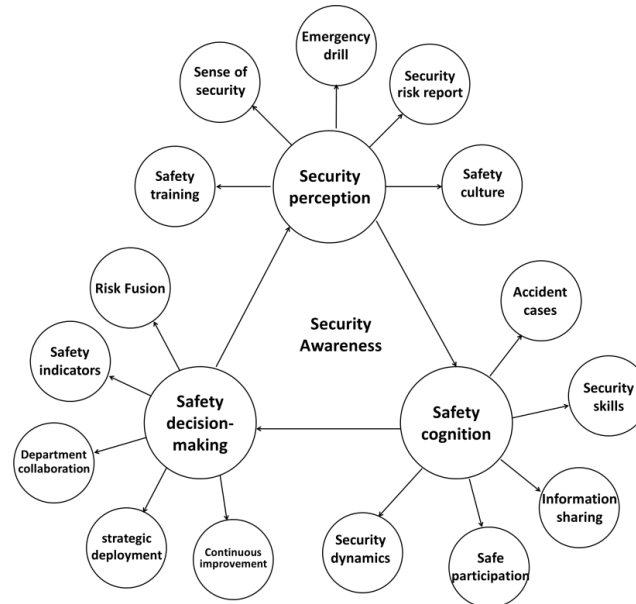 Emergency
drill
Sense of
security
Security
risk report
Safety
training
Security
perception
Safety
culture
Risk Fusion
Accident
cases
Security
Awareness
Safety
indicators
Security
skills
Safety
decision-
making
Safety
cognition
Department
collaboration
Information
sharing
strategic
deployment
Continuous
improvement
Security
dynamics
Safe
participation